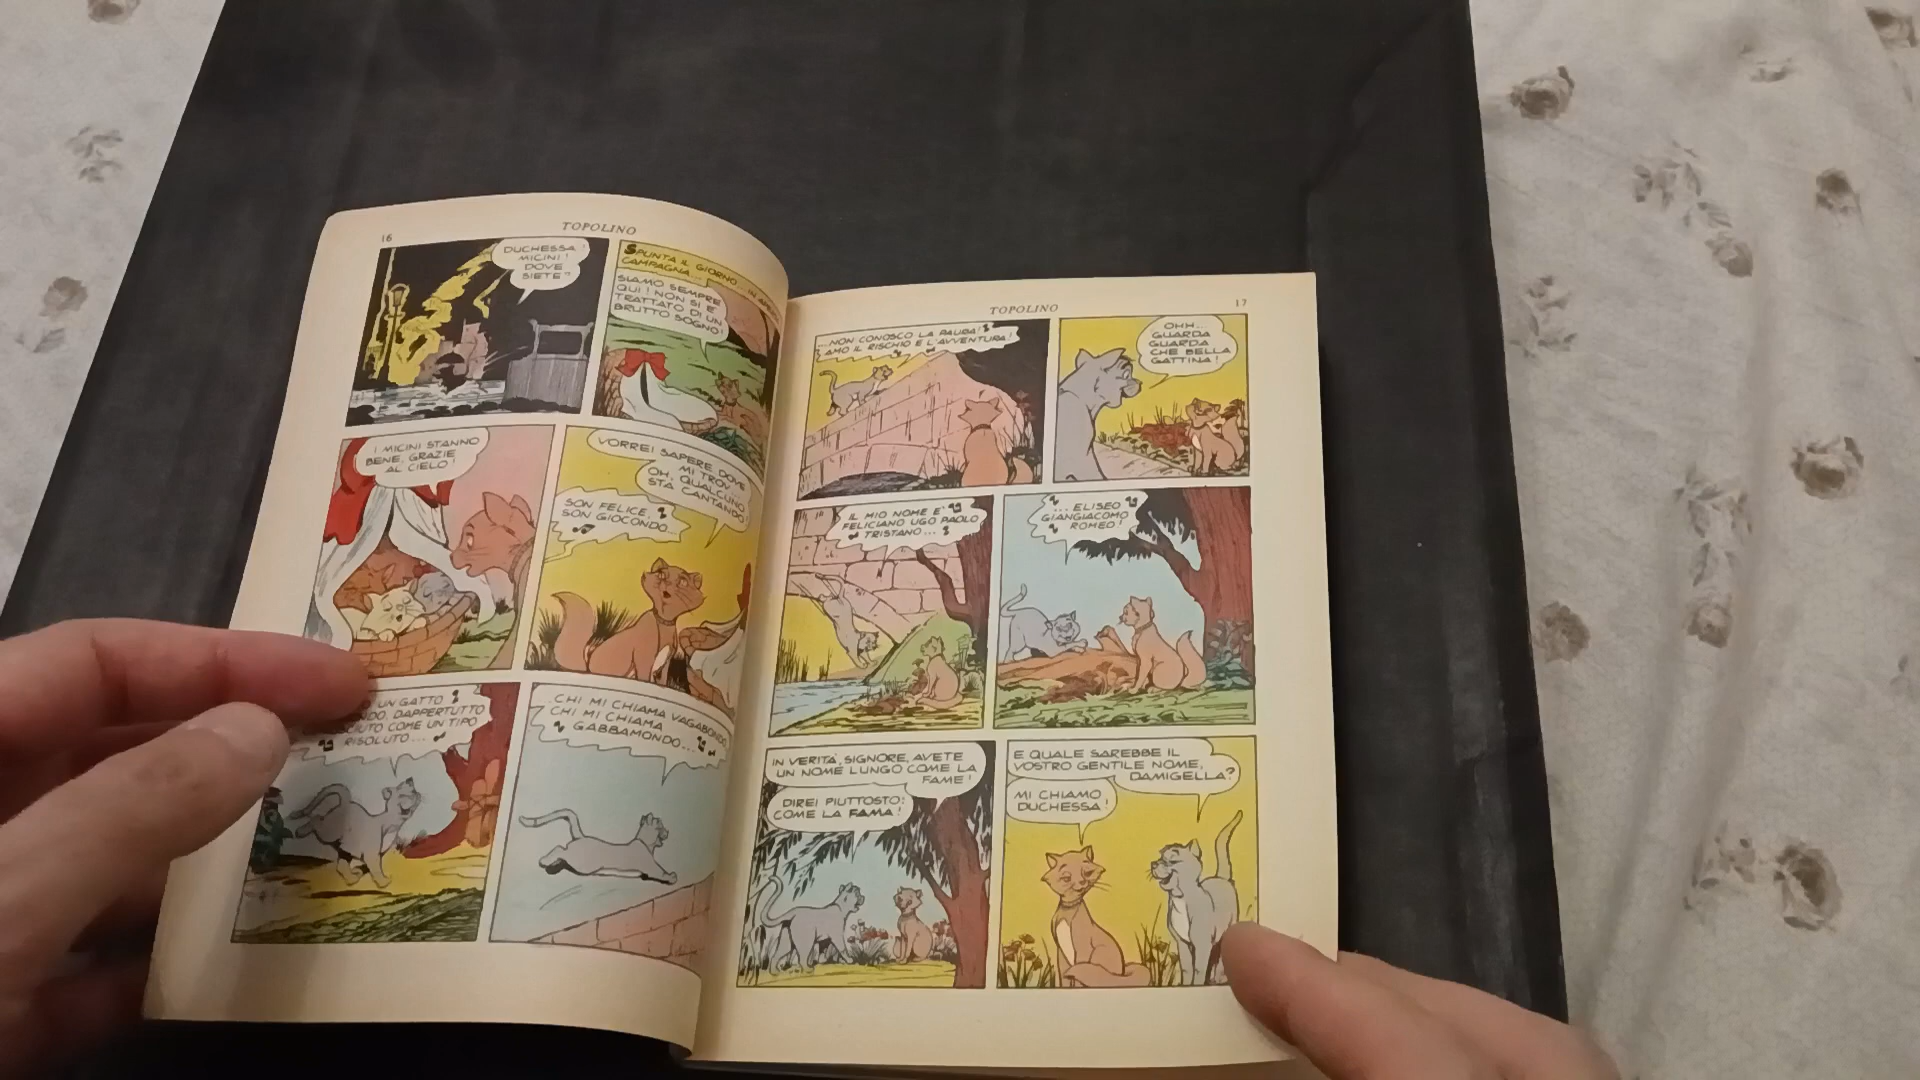 16
TOPOLINO
DUCHESSA!
MICINI!
DOVE
SIETE?
SPUNTA IL GIORNO... IN
CAMPAGNA...
SIAMO SEMPRE
QUI! NON SI È
TRATTATO DI UN
BRUTTO SOGNO!
I MICINI STANNO
BENE, GRAZIE
AL CIELO!
VORREI SAPERE DOVE
MI TROV...
OH, QUALCUNO
STA CANTANDO!
SON FELICE,
SON GIOCONDO...
UN GATTO
DAPPERTUTTO
COME UN TIPO
RISOLUTO...
...CHI MI CHIAMA VAGABONDO,
CHI MI CHIAMA
GABBAMONDO...
TOPOLINO
17
...NON CONOSCO LA PAURA!
AMO IL RISCHIO E L'AVVENTURA!
OHH...
GUARDA
GUARDA
CHE BELLA
GATTINA!
IL MIO NOME È
FELICIANO UGO PAOLO
TRISTANO...
...ELISEO
GIANGIACOMO
ROMEO!
IN VERITÀ, SIGNORE, AVETE
UN NOME LUNGO COME LA
FAME!
DIREI PIUTTOSTO:
COME LA FAMA!
E QUALE SAREBBE IL
VOSTRO GENTILE NOME,
DAMIGELLA?
MI CHIAMO
DUCHESSA!